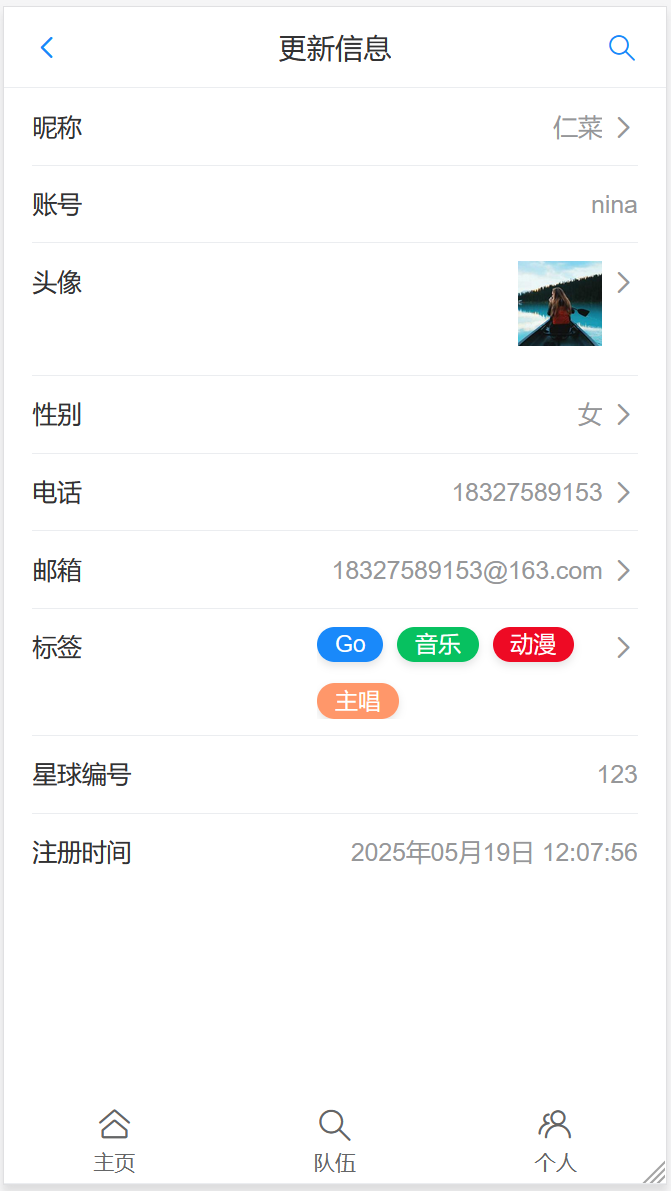 更新信息
昵称 仁菜
账号 nina
头像
性别 女
电话 18327589153
邮箱 18327589153@163.com
标签 Go 音乐 动漫
主唱
星球编号 123
注册时间 2025年05月19日 12:07:56
主页 队伍 个人